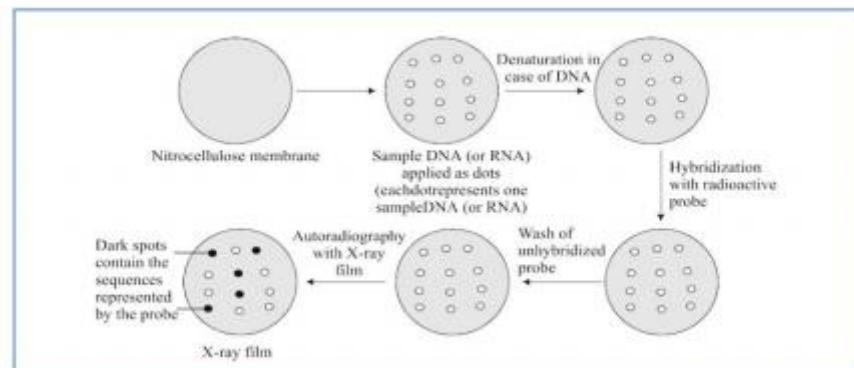 Nitrocellulose membrane
Sample DNA (or RNA)
applied as dots
(eachdotrepresents one
sampleDNA (or RNA)
Denaturation in
case of DNA
Hybridization
with radioactive
probe
Wash of
unhybridized
probe
Autoradiography
with X-ray
film
Dark spots
contain the
sequences
represented
by the probe
X-ray film